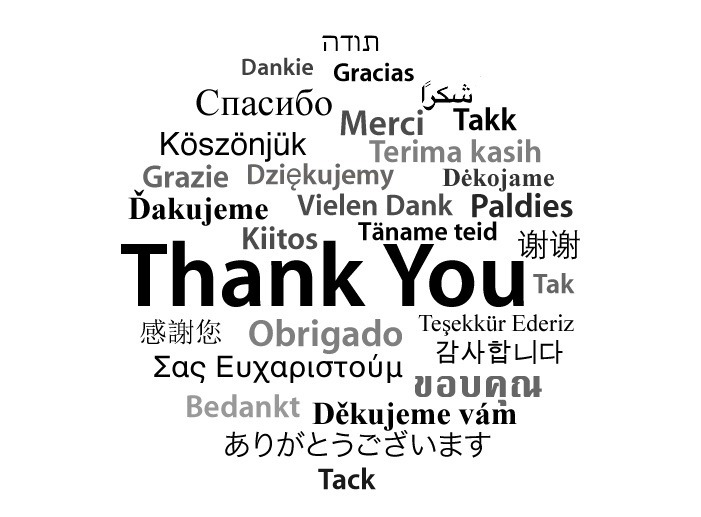 תודה
Dankie
Gracias
Спасибо
شكراً
Merci
Takk
Köszönjük
Terima kasih
Grazie
Dziękujemy
Dėkojame
Ďakujeme
Vielen Dank
Paldies
Kiitos
Täname teid
谢谢
Thank You
Tak
感謝您
Obrigado
Teşekkür Ederiz
감사합니다
Σας Ευχαριστούμ
ขอบคุณ
Bedankt
Děkujeme vám
ありがとうございます
Tack